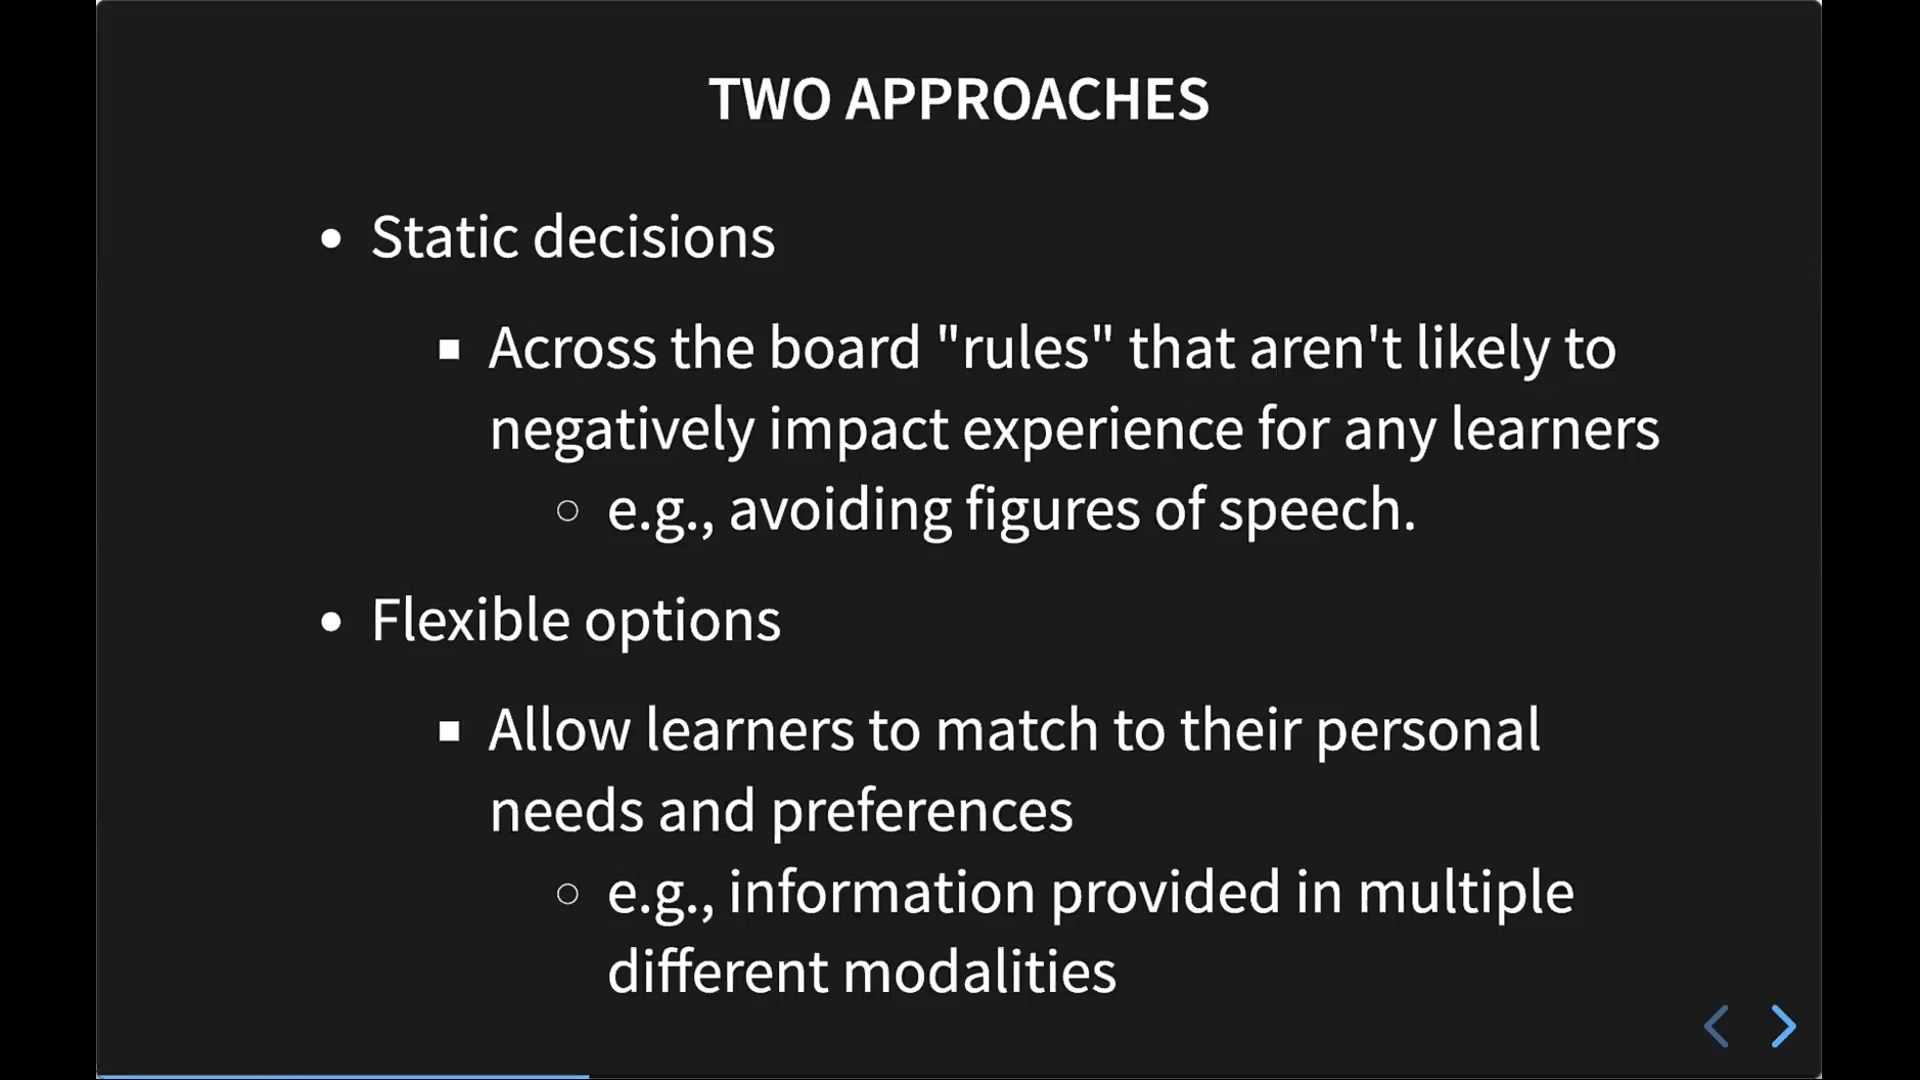 TWO APPROACHES
Static decisions
Across the board "rules" that aren't likely to
negatively impact experience for any learners
e.g., avoiding figures of speech.
Flexible options
Allow learners to match to their personal
needs and preferences
e.g., information provided in multiple
different modalities